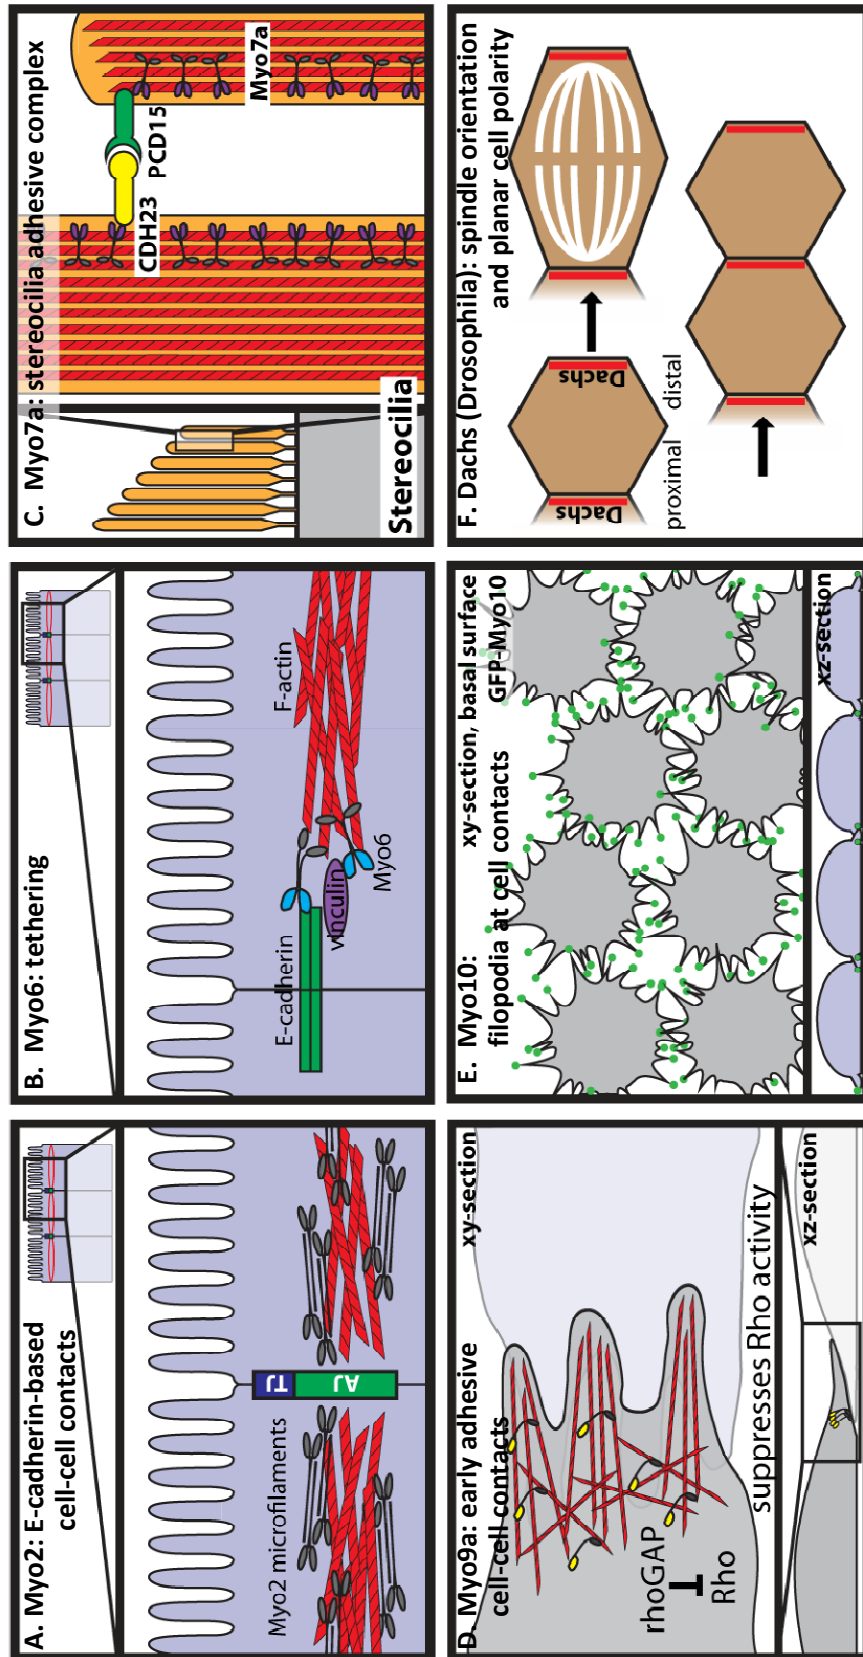 A. Myo2: E-cadherin-based
cell-cell contacts
TJ
AJ
Myo2 microfilaments
B. Myo6: tethering
E-cadherin
vinculin
Myo6
F-actin
C. Myo7a: stereocilia adhesive complex
CDH23
PCD15
Myo7a
Stereocilia
D. Myo9a: early adhesive
cell-cell contacts
xy-section
rhoGAP
Rho
suppresses Rho activity
xz-section
E. Myo10:
filopodia at cell contacts
xy-section, basal surface
GFP-Myo10
xz-section
F. Dachs (Drosophila): spindle orientation
and planar cell polarity
Dachs
Dachs
proximal
distal